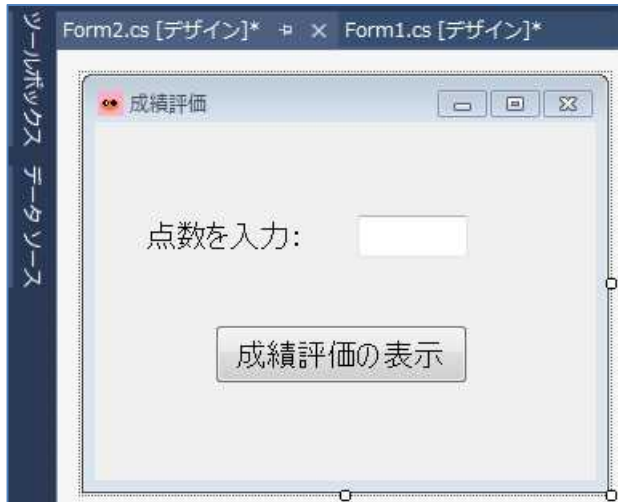 Form2.cs [デザイン]* Form1.cs [デザイン]*
ツールボックス
データ ソース
成績評価
点数を入力:
成績評価の表示